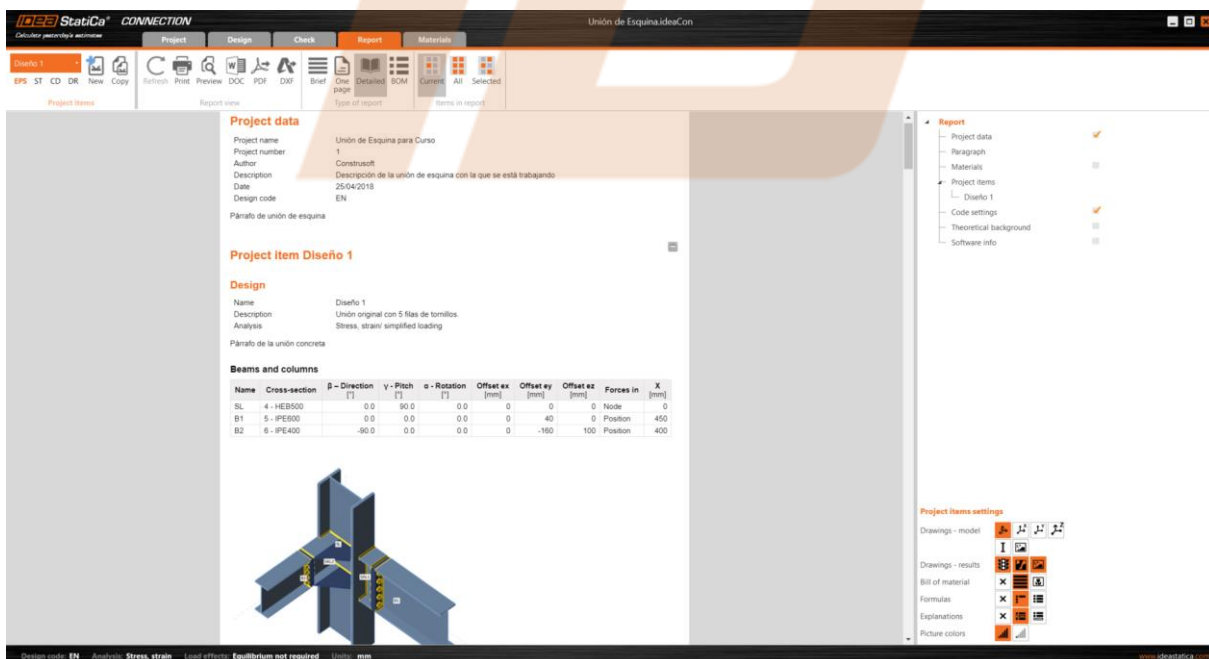 IDEA StatiCa® CONNECTION
Calculate yesterday's estimates
Unión de Esquina.ideaCon
Project Design Check Report Materials
Diseño 1
EPS ST CD DR New Copy
Refresh Print Preview DOC PDF DXF
Brief One page Detailed BOM
Current All Selected
Project items Report view Type of report Items in report
Project data
Project name Unión de Esquina para Curso
Project number 1
Author Construsoft
Description Descripción de la unión de esquina con la que se está trabajando
Date 25/04/2018
Design code EN
Párrafo de unión de esquina
Project item Diseño 1
Design
Name Diseño 1
Description Unión original con 5 filas de tornillos.
Analysis Stress, strain/ simplified loading
Párrafo de la unión concreta
Beams and columns
Name Cross-section β – Direction [°] γ - Pitch [°] α - Rotation [°] Offset ex [mm] Offset ey [mm] Offset ez [mm] Forces in X [mm]
SL 4 - HEB500 0.0 90.0 0.0 0 0 0 Node 0
B1 5 - IPE600 0.0 0.0 0.0 0 40 0 Position 450
B2 6 - IPE400 -90.0 0.0 0.0 0 -160 100 Position 400
Report
Project data
Paragraph
Materials
Project items
Diseño 1
Code settings
Theoretical background
Software info
Project items settings
Drawings - model
Drawings - results
Bill of material
Formulas
Explanations
Picture colors
Design code: EN Analysis: Stress, strain Load effects: Equilibrium not required Units: mm
www.ideastatica.com